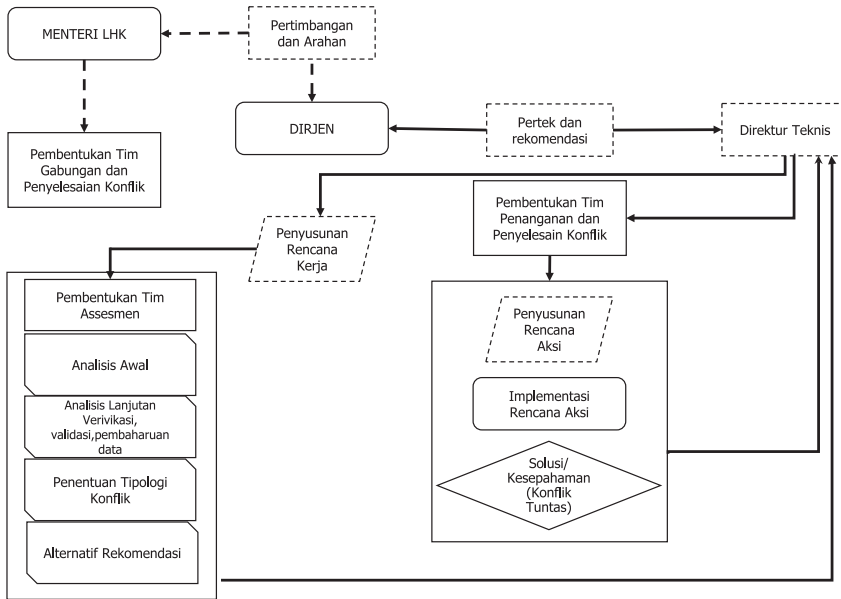 MENTERI LHK
Pertimbangan
dan Arahan
DIRJEN
Pertek dan
rekomendasi
Direktur Teknis
Pembentukan Tim
Gabungan dan
Penyelesaian Konflik
Penyusunan
Rencana
Kerja
Pembentukan Tim
Penanganan dan
Penyelesain Konflik
Pembentukan Tim
Assesmen
Analisis Awal
Analisis Lanjutan
Verivikasi,
validasi,pembaharuan
data
Penentuan Tipologi
Konflik
Alternatif Rekomendasi
Penyusunan
Rencana
Aksi
Implementasi
Rencana Aksi
Solusi/
Kesepahaman
(Konflik
Tuntas)